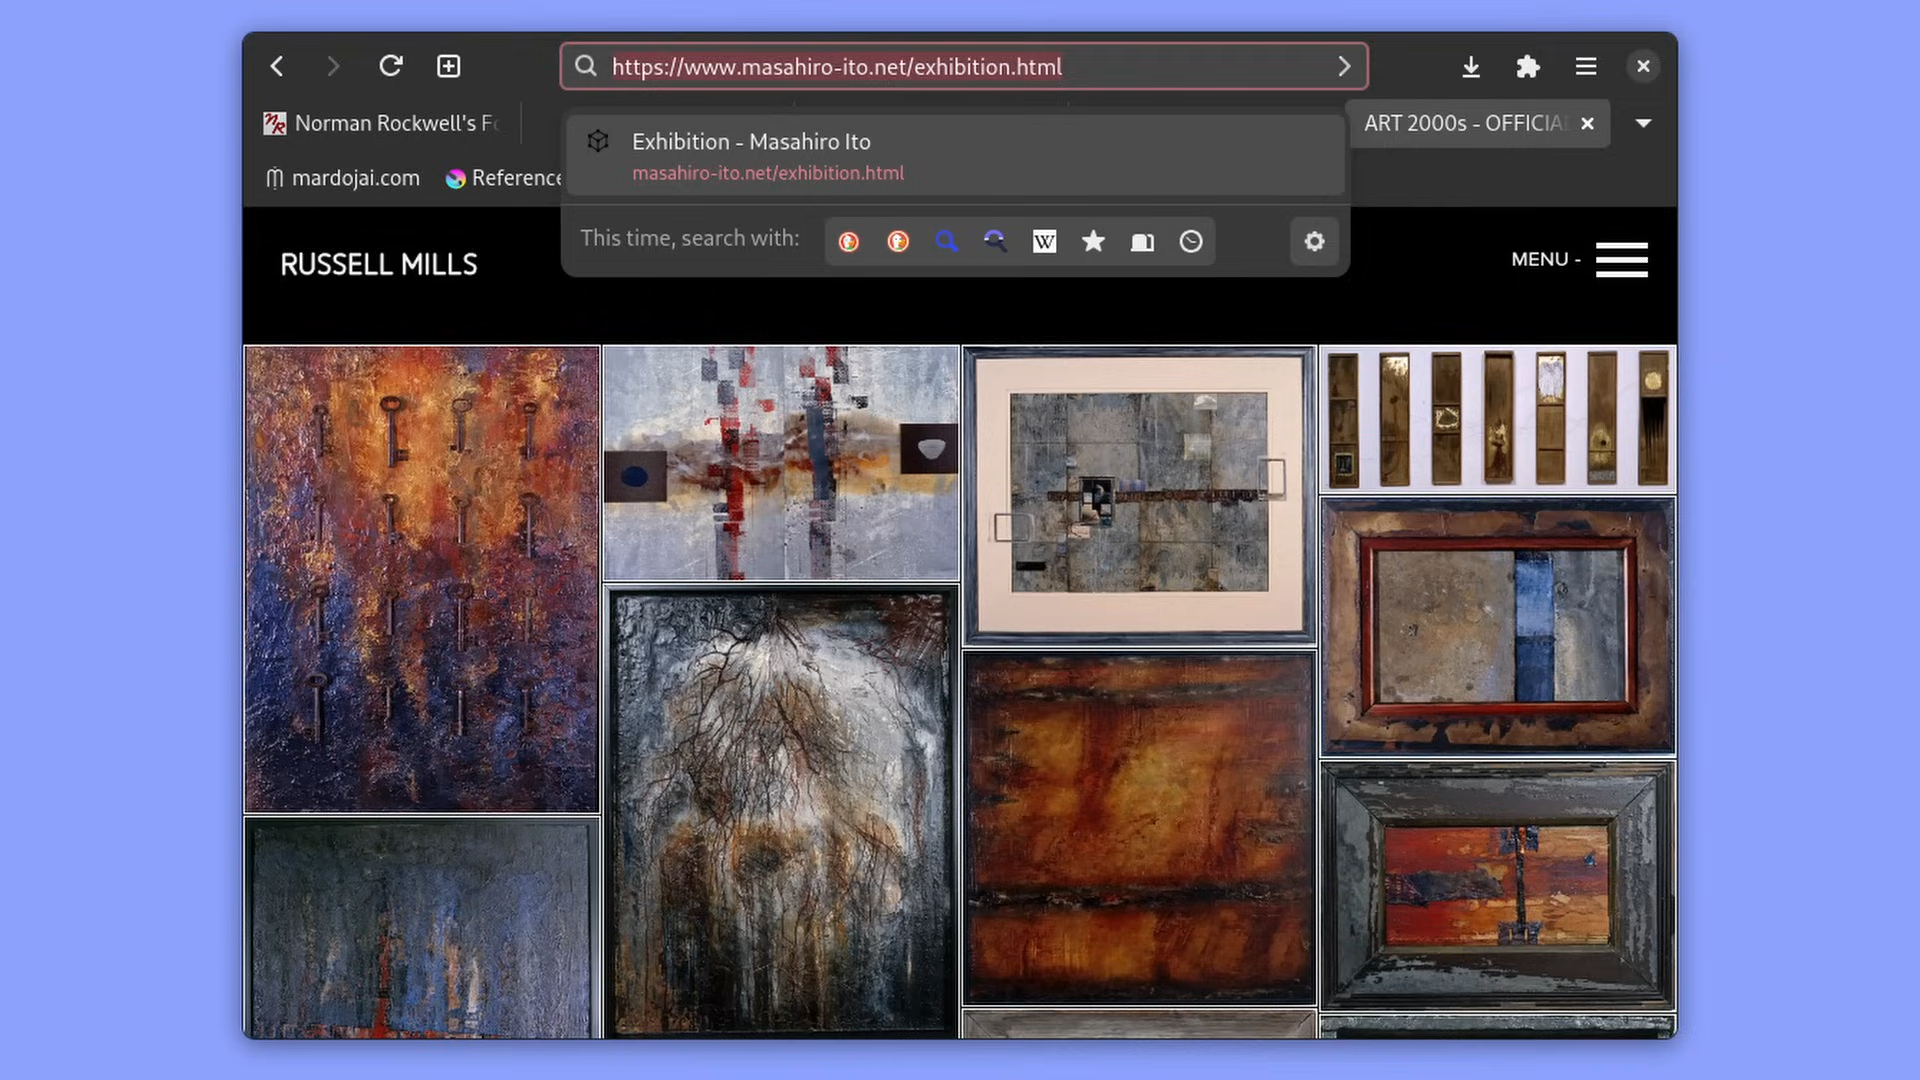 https://www.masahiro-ito.net/exhibition.html
Norman Rockwell's Fo
ART 2000s - OFFICIA
Exhibition - Masahiro Ito
masahiro-ito.net/exhibition.html
mardojai.com
Reference
This time, search with:
W
RUSSELL MILLS
MENU -